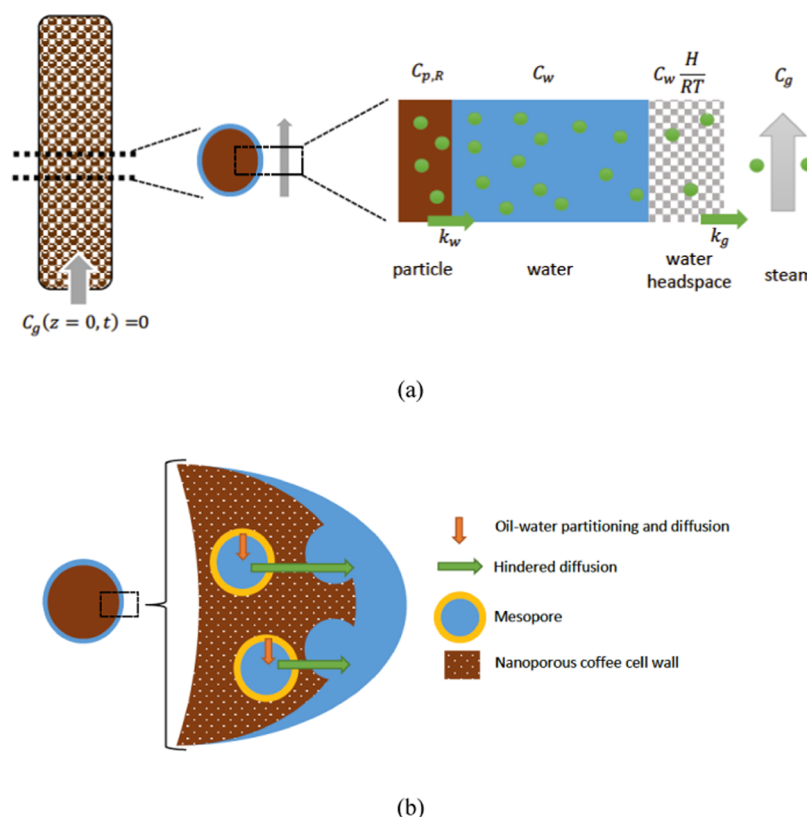 C_{p,R} C_w C_w \frac{H}{RT} C_g
k_w k_g
particle water water steam
headspace
C_g(z = 0, t) =0
(a)
Oil-water partitioning and diffusion
Hindered diffusion
Mesopore
Nanoporous coffee cell wall
(b)